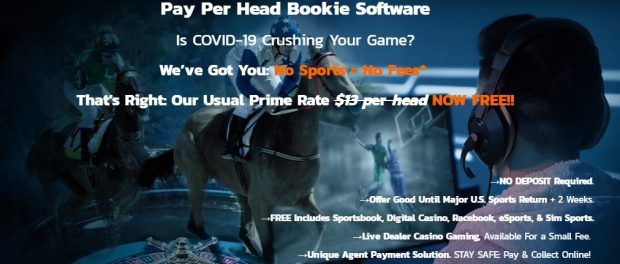 Pay Per Head Bookie Software
Is COVID-19 Crushing Your Game?
We've Got You: No Sports = No Fees*
That's Right: Our Usual Prime Rate $13 per head NOW FREE!!
→NO DEPOSIT Required.
→Offer Good Until Major U.S. Sports Return + 2 Weeks.
→FREE Includes Sportsbook, Digital Casino, Racebook, eSports, & Sim Sports.
→Live Dealer Casino Gaming, Available For a Small Fee.
→Unique Agent Payment Solution. STAY SAFE: Pay & Collect Online!